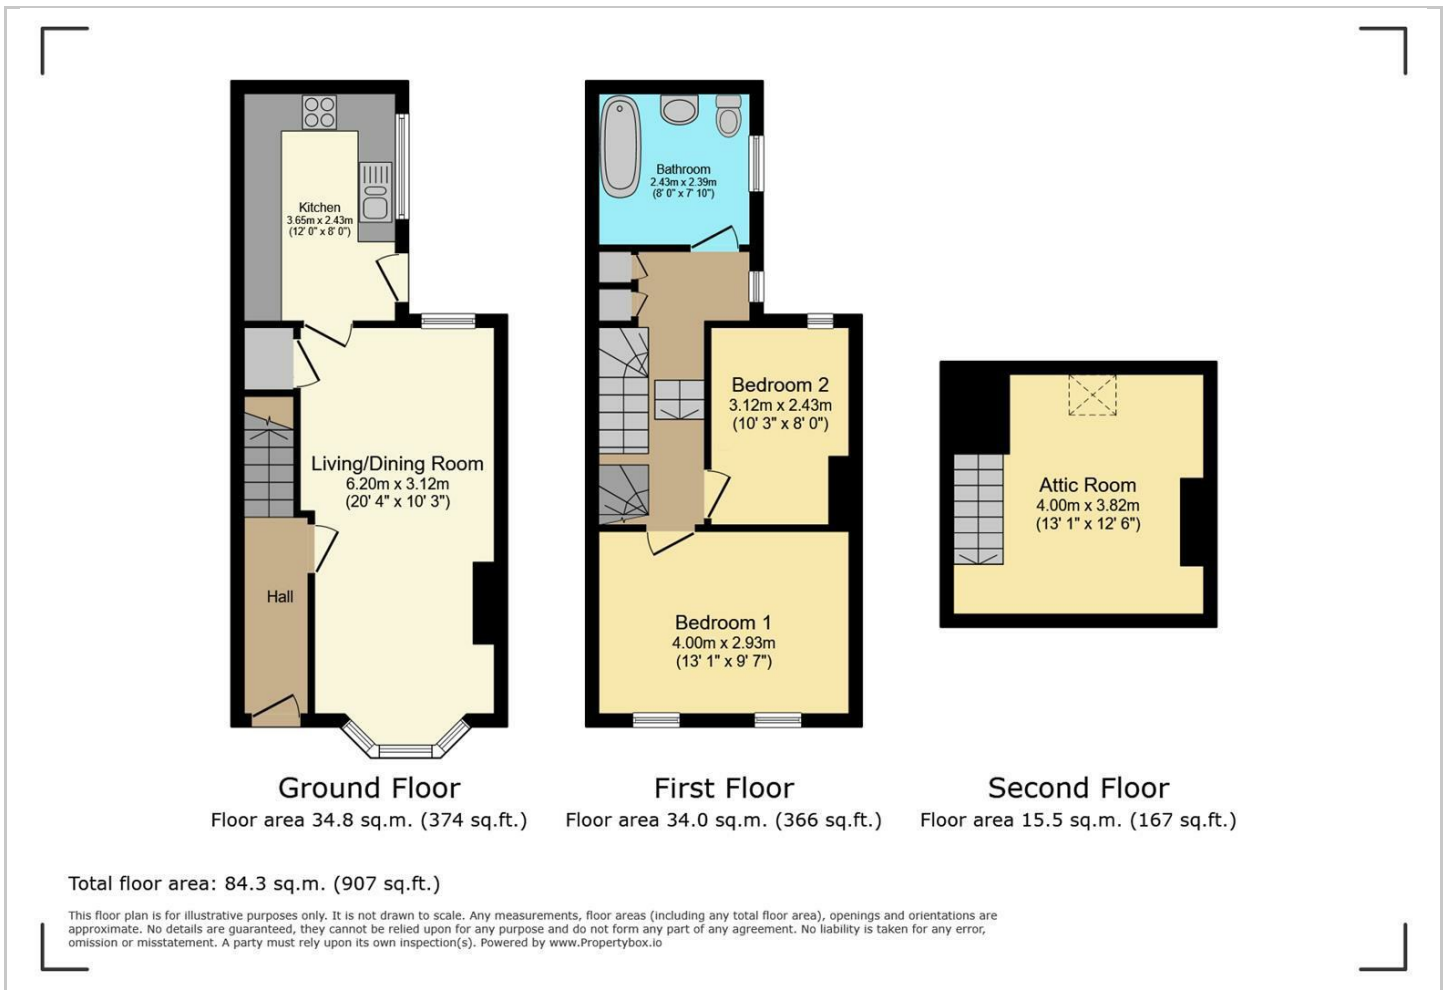 Kitchen
3.65m x 2.43m
(12' 0" x 8' 0")
Living/Dining Room
6.20m x 3.12m
(20' 4" x 10' 3")
Hall
Ground Floor
Floor area 34.8 sq.m. (374 sq.ft.)
Bathroom
2.43m x 2.39m
(8' 0" x 7' 10")
Bedroom 2
3.12m x 2.43m
(10' 3" x 8' 0")
Bedroom 1
4.00m x 2.93m
(13' 1" x 9' 7")
First Floor
Floor area 34.0 sq.m. (366 sq.ft.)
Attic Room
4.00m x 3.82m
(13' 1" x 12' 6")
Second Floor
Floor area 15.5 sq.m. (167 sq.ft.)
Total floor area: 84.3 sq.m. (907 sq.ft.)
This floor plan is for illustrative purposes only. It is not drawn to scale. Any measurements, floor areas (including any total floor area), openings and orientations are
approximate. No details are guaranteed, they cannot be relied upon for any purpose and do not form any part of any agreement. No liability is taken for any error,
omission or misstatement. A party must rely upon its own inspection(s). Powered by www.Propertybox.io